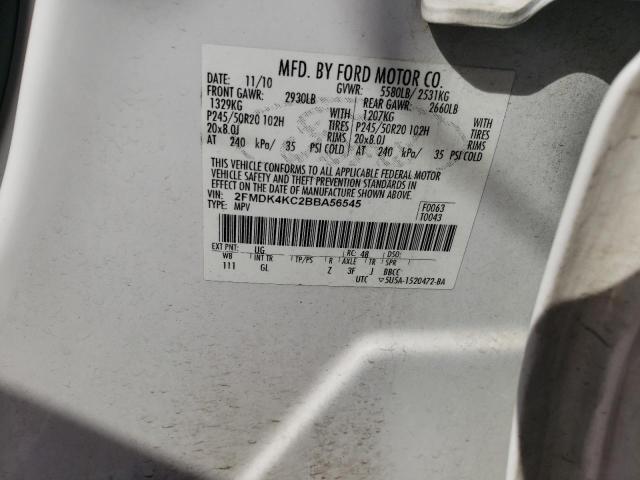 MFD. BY FORD MOTOR CO.
DATE: 11/10 GVWR: 5580LB/ 2531KG
FRONT GAWR: 2930LB REAR GAWR: 2660LB
1329KG WITH 1207KG WITH
P245/50R20 102H TIRES P245/50R20 102H TIRES
20x8.0J RIMS 20x8.0J RIMS
AT 240 kPa/ 35 PSI COLD AT 240 kPa/ 35 PSI COLD
THIS VEHICLE CONFORMS TO ALL APPLICABLE FEDERAL MOTOR
VEHICLE SAFETY AND THEFT PREVENTION STANDARDS IN
EFFECT ON THE DATE OF MANUFACTURE SHOWN ABOVE.
VIN: 2FMDK4KC2BBA56545 F0063
TYPE: MPV T0043
EXT PNT: UG RC: 48 DSO:
WB INT TR TP/PS R AXLE TR SPR
111 GL Z 3F J BBCC
UTC ▽5U5A-1520472-BA